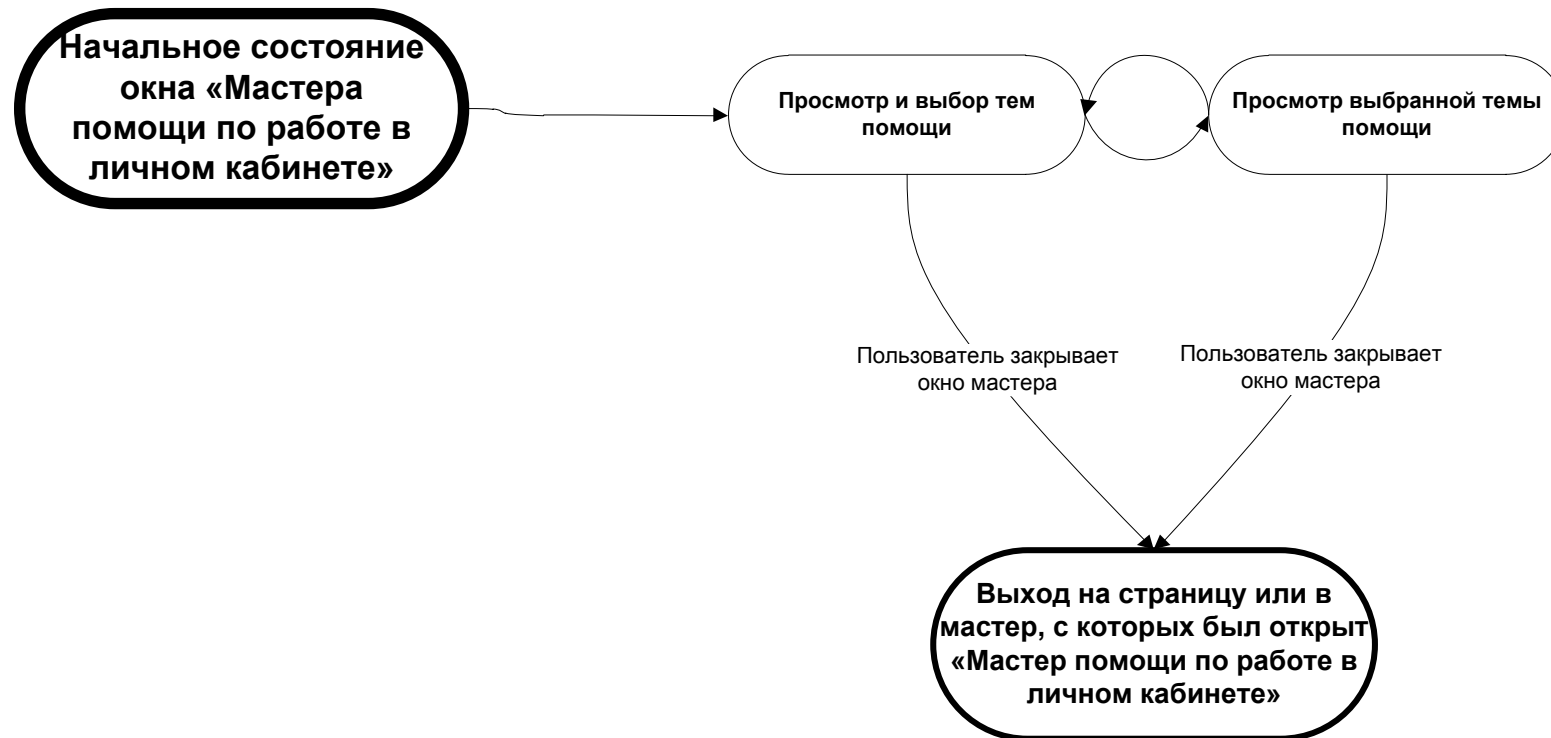 Начальное состояние
окна «Мастера
помощи по работе в
личном кабинете»
Просмотр и выбор тем
помощи
Просмотр выбранной темы
помощи
Пользователь закрывает
окно мастера
Пользователь закрывает
окно мастера
Выход на страницу или в
мастер, с которых был открыт
«Мастер помощи по работе в
личном кабинете»